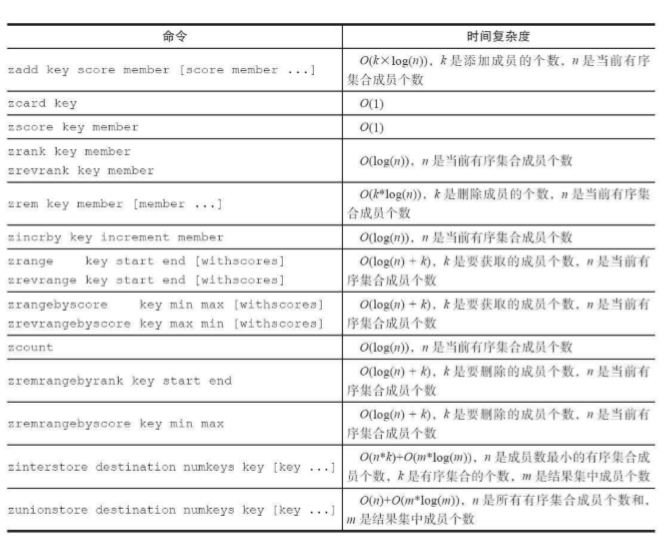 命令 时间复杂度
zadd key score member [score member ...] O(k×log(n)),k 是添加成员的个数,n 是当前有序
集合成员个数
zcard key O(1)
zscore key member O(1)
zrank key member
zrevrank key member
O(log(n)),n 是当前有序集合成员个数
zrem key member [member ...] O(k*log(n)),k 是删除成员的个数,n 是当前有序集
合成员个数
zincrby key increment member O(log(n)),n 是当前有序集合成员个数
zrange key start end [withscores] O(log(n) + k),k 是要获取的成员个数,n 是当前有
zrevrange key start end [withscores] 序集合成员个数
zrangebyscore key min max [withscores] O(log(n) + k),k 是要获取的成员个数,n 是当前有
zrevrangebyscore key max min [withscores] 序集合成员个数
zcount O(log(n)),n 是当前有序集合成员个数
zremrangebyrank key start end O(log(n) + k),k 是要删除的成员个数,n 是当前有
序集合成员个数
zremrangebyscore key min max O(log(n) + k),k 是要删除的成员个数,n 是当前有
序集合成员个数
zinterstore destination numkeys key [key ...] O(n*k)+O(m*log(m)),n 是成员数最小的有序集合成
员个数,k 是有序集合的个数,m 是结果集中成员个数
zunionstore destination numkeys key [key ...] O(n)+O(m*log(m)),n 是所有有序集合成员个数和,
m 是结果集中成员个数